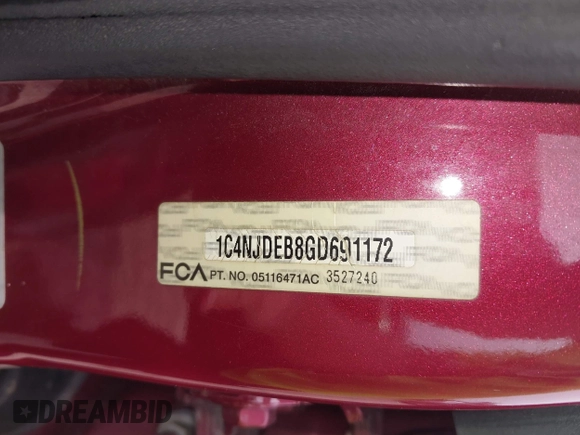 1C4NJDEB8GD691172
FCA PT. NO. 05116471AC 3527240
DREAMBID